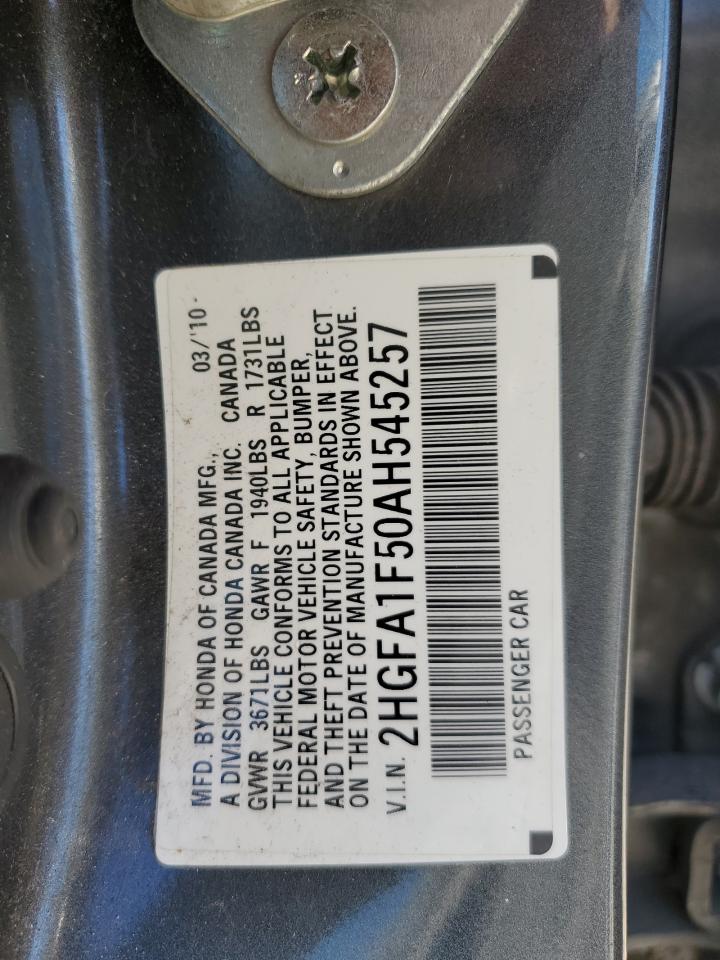 MFD. BY HONDA OF CANADA MFG., 03/'10
A DIVISION OF HONDA CANADA INC. CANADA
GVWR 3671LBS GAWR F 1940LBS R 1731LBS
THIS VEHICLE CONFORMS TO ALL APPLICABLE
FEDERAL MOTOR VEHICLE SAFETY, BUMPER,
AND THEFT PREVENTION STANDARDS IN EFFECT
ON THE DATE OF MANUFACTURE SHOWN ABOVE.
V.I.N. 2HGFA1F50AH545257
PASSENGER CAR